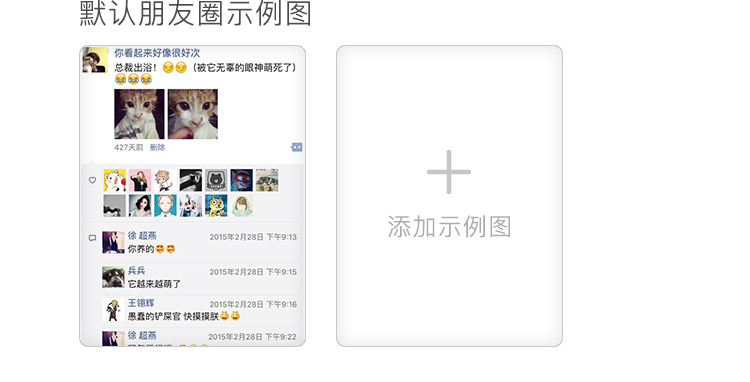 默认朋友圈示例图
你看起来好像很好次
总裁出浴！😏😏（被它无辜的眼神萌死了）
😂😂😂
427天前 删除
徐 超燕 2015年2月28日 下午9:13
你养的😍😍
兵兵 2015年2月28日 下午9:15
它越来越萌了
王翎辉 2015年2月28日 下午9:16
愚蠢的铲屎官 快摸摸朕😄😄
徐 超燕 2015年2月28日 下午9:22
添加示例图